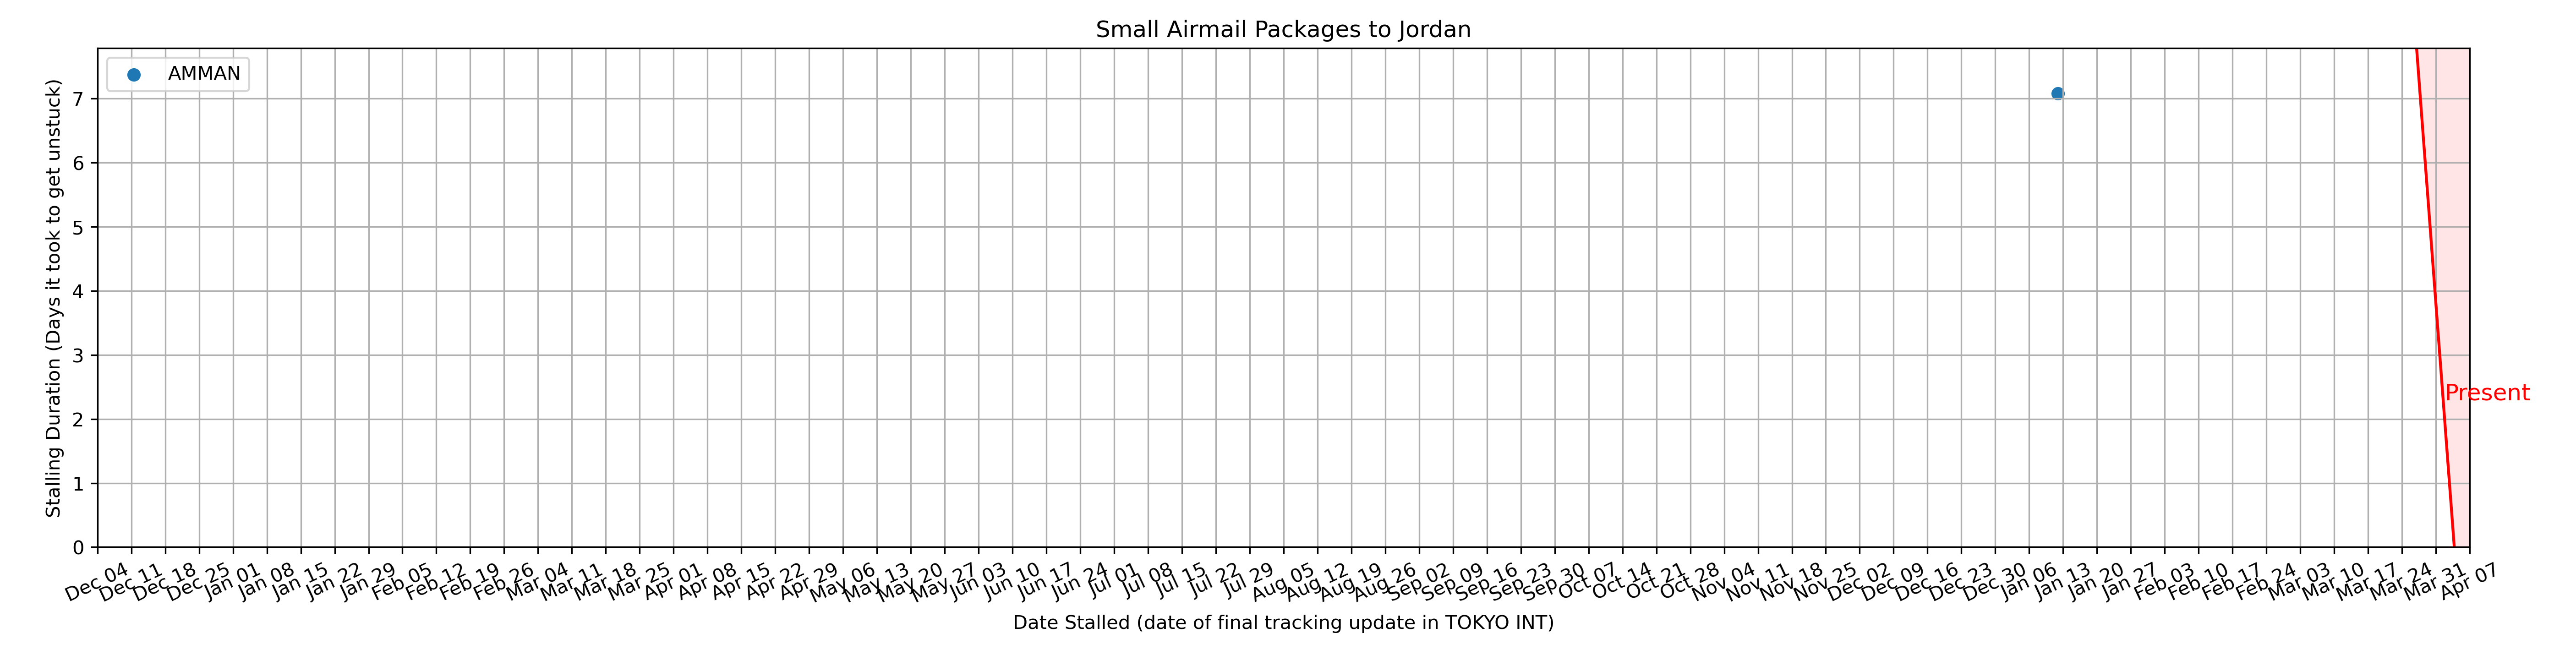 Small Airmail Packages to Jordan
AMMAN
Stalling Duration (Days it took to get unstuck)
7
6
5
4
3
2
1
0
Present
Dec 04
Dec 11
Dec 18
Dec 25
Jan 01
Jan 08
Jan 15
Jan 22
Jan 29
Feb 05
Feb 12
Feb 19
Feb 26
Mar 04
Mar 11
Mar 18
Mar 25
Apr 01
Apr 08
Apr 15
Apr 22
Apr 29
May 06
May 13
May 20
May 27
Jun 03
Jun 10
Jun 17
Jun 24
Jul 01
Jul 08
Jul 15
Jul 22
Jul 29
Aug 05
Aug 12
Aug 19
Aug 26
Sep 02
Sep 09
Sep 16
Sep 23
Sep 30
Oct 07
Oct 14
Oct 21
Oct 28
Nov 04
Nov 11
Nov 18
Nov 25
Dec 02
Dec 09
Dec 16
Dec 23
Dec 30
Jan 06
Jan 13
Jan 20
Jan 27
Feb 03
Feb 10
Feb 17
Feb 24
Mar 03
Mar 10
Mar 17
Mar 24
Mar 31
Apr 07
Date Stalled (date of final tracking update in TOKYO INT)